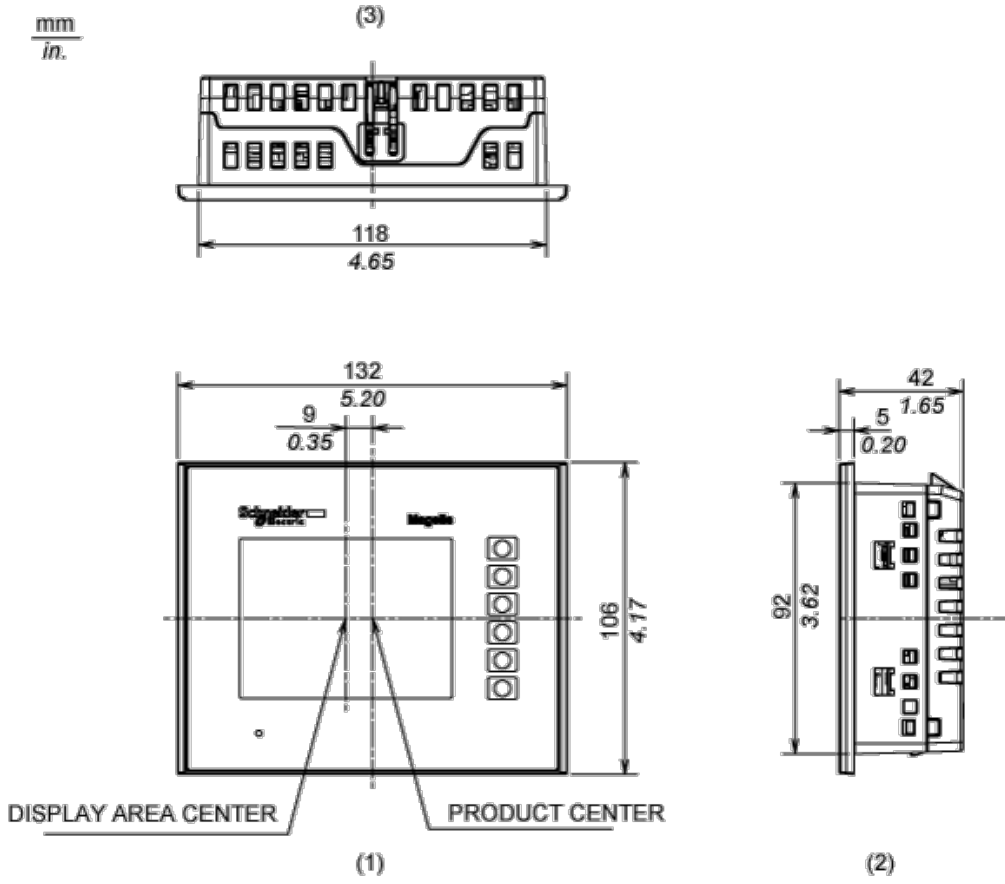 mm
in.
(3)
118
4.65
132
5.20
9
0.35
42
1.65
5
0.20
Schneider
Electric
Magelis
106
4.17
92
3.62
DISPLAY AREA CENTER
PRODUCT CENTER
(1)
(2)